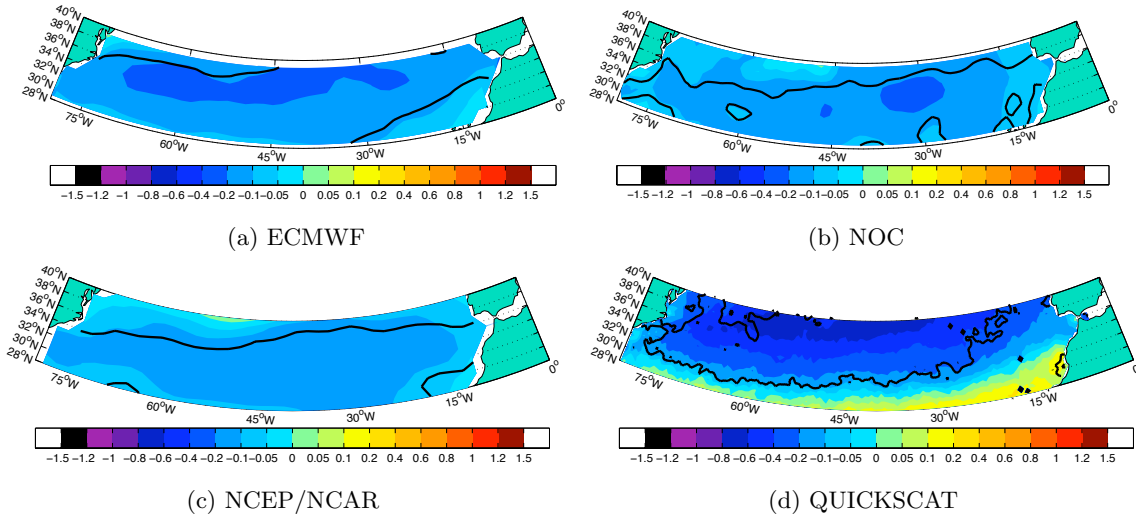 40°N
38°N
36°N
34°N
32°N
30°N
28°N
75°W
60°W
45°W
30°W
15°W
0°
−1.5 −1.2 −1 −0.8 −0.6 −0.4 −0.2 −0.1 −0.05 0 0.05 0.1 0.2 0.4 0.6 0.8 1 1.2 1.5
(a) ECMWF
40°N
38°N
36°N
34°N
32°N
30°N
28°N
75°W
60°W
45°W
30°W
15°W
0°
−1.5 −1.2 −1 −0.8 −0.6 −0.4 −0.2 −0.1 −0.05 0 0.05 0.1 0.2 0.4 0.6 0.8 1 1.2 1.5
(b) NOC
40°N
38°N
36°N
34°N
32°N
30°N
28°N
75°W
60°W
45°W
30°W
15°W
0°
−1.5 −1.2 −1 −0.8 −0.6 −0.4 −0.2 −0.1 −0.05 0 0.05 0.1 0.2 0.4 0.6 0.8 1 1.2 1.5
(c) NCEP/NCAR
40°N
38°N
36°N
34°N
32°N
30°N
28°N
75°W
60°W
45°W
30°W
15°W
0°
−1.5 −1.2 −1 −0.8 −0.6 −0.4 −0.2 −0.1 −0.05 0 0.05 0.1 0.2 0.4 0.6 0.8 1 1.2 1.5
(d) QUICKSCAT